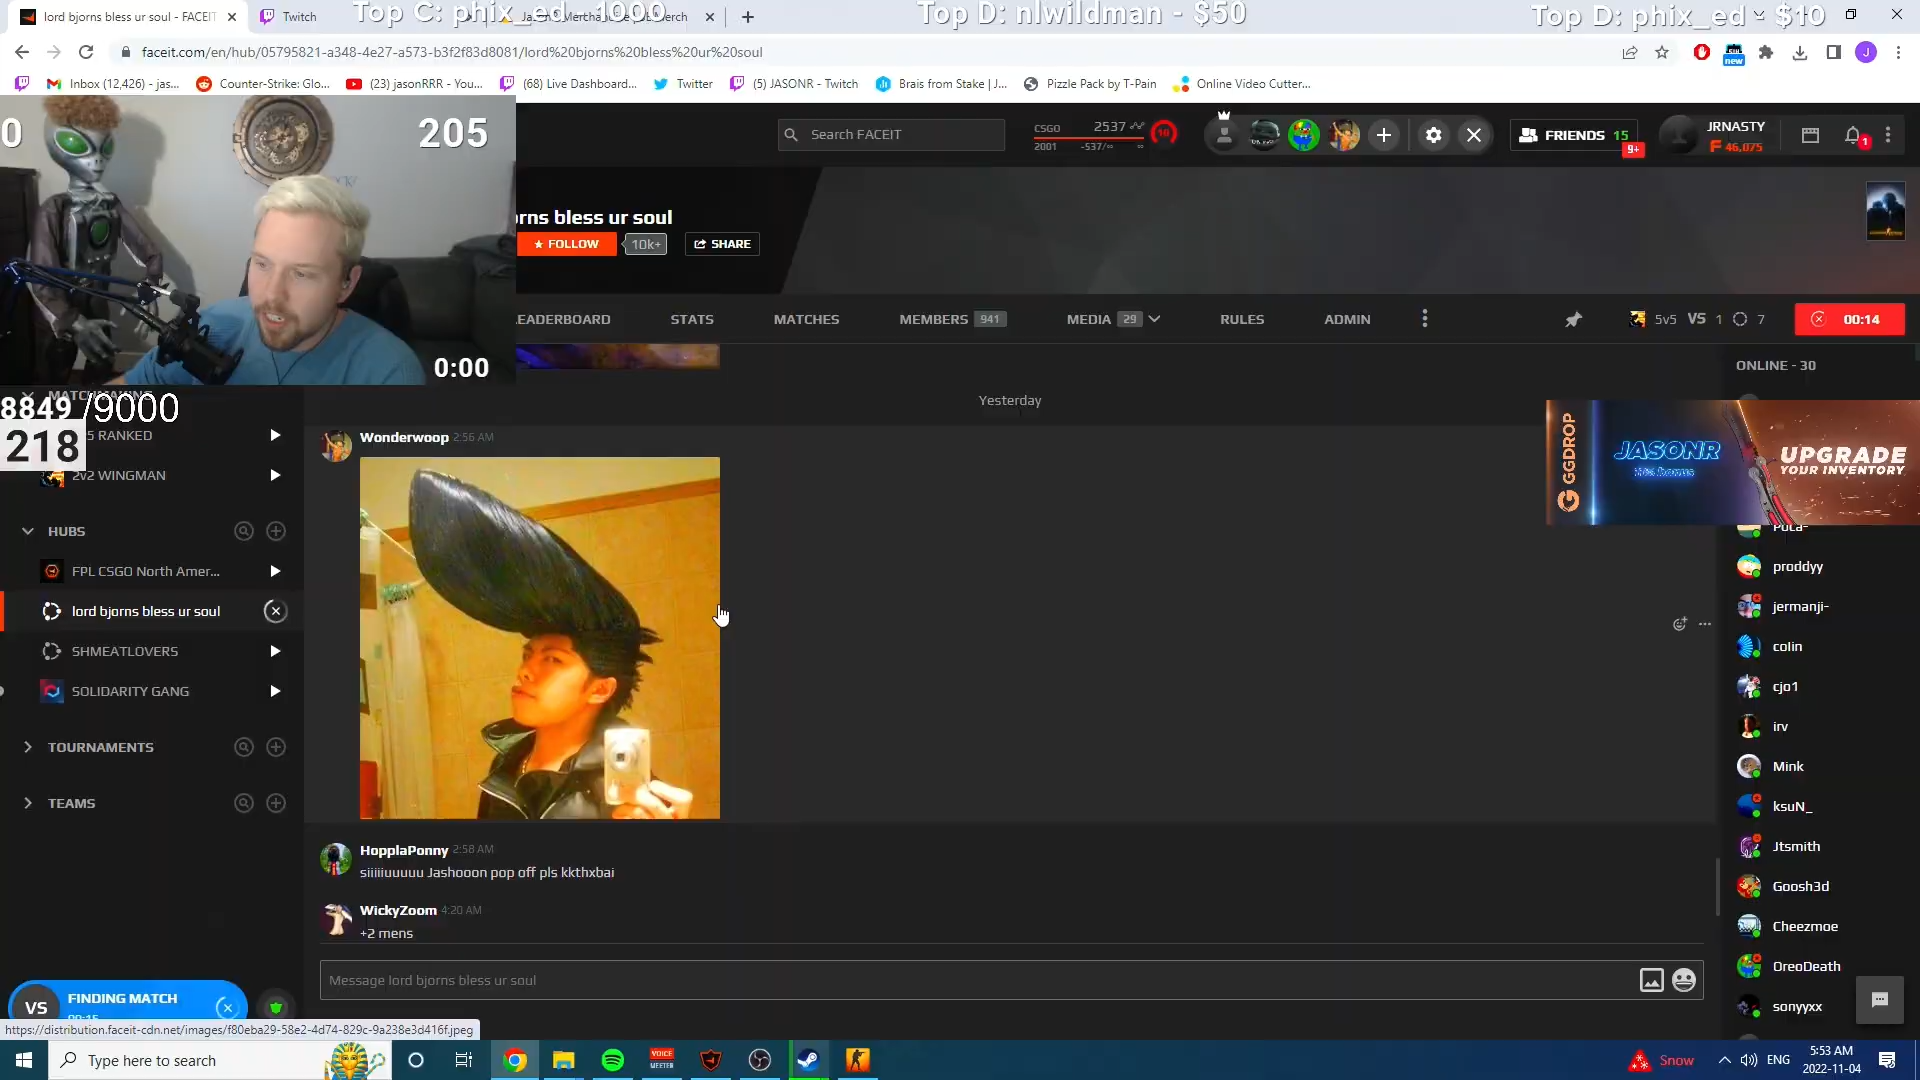 lord bjorns bless ur soul - FACEIT
Twitch
Top C: phix_ed - 1000
Top D: nlwildman - $50
Top D: phix_ed - $10
faceit.com/en/hub/05795821-a348-4e27-a573-b3f2f83d8081/lord%20bjorns%20bless%20ur%20soul
new
J
Inbox (12,426) - jas...
Counter-Strike: Glo...
(23) jasonRRR - You...
(68) Live Dashboard...
Twitter
(5) JASONR - Twitch
Brais from Stake | J...
Pizzle Pack by T-Pain
Online Video Cutter...
0
205
0:00
Search FACEIT
CSGO
2537
2001
-537/∞
∞
10
FRIENDS 15
9+
JRNASTY
46,075
1
orns bless ur soul
FOLLOW
10k+
SHARE
EADERBOARD
STATS
MATCHES
MEMBERS 941
MEDIA 29
RULES
ADMIN
5v5 VS 1
7
00:14
8849 /9000
218
5 RANKED
2v2 WINGMAN
HUBS
FPL CSGO North Amer...
lord bjorns bless ur soul
SHMEATLOVERS
SOLIDARITY GANG
TOURNAMENTS
TEAMS
VS
FINDING MATCH
https://distribution.faceit-cdn.net/images/f80eba29-58e2-4d74-829c-9a238e3d416f.jpeg
Yesterday
Wonderwoop 2:56 AM
HopplaPonny 2:58 AM
siiiiiuuuuu Jashooon pop off pls kkthxbai
WickyZoom 4:20 AM
+2 mens
Message lord bjorns bless ur soul
ONLINE - 30
GGDROP
JASONR
UPGRADE
YOUR INVENTORY
proddyy
jermanji-
colin
cjo1
irv
Mink
ksuN_
Jtsmith
Goosh3d
Cheezmoe
OreoDeath
sonyyxx
Type here to search
VOICE
MEETER
Snow
ENG
5:53 AM
2022-11-04